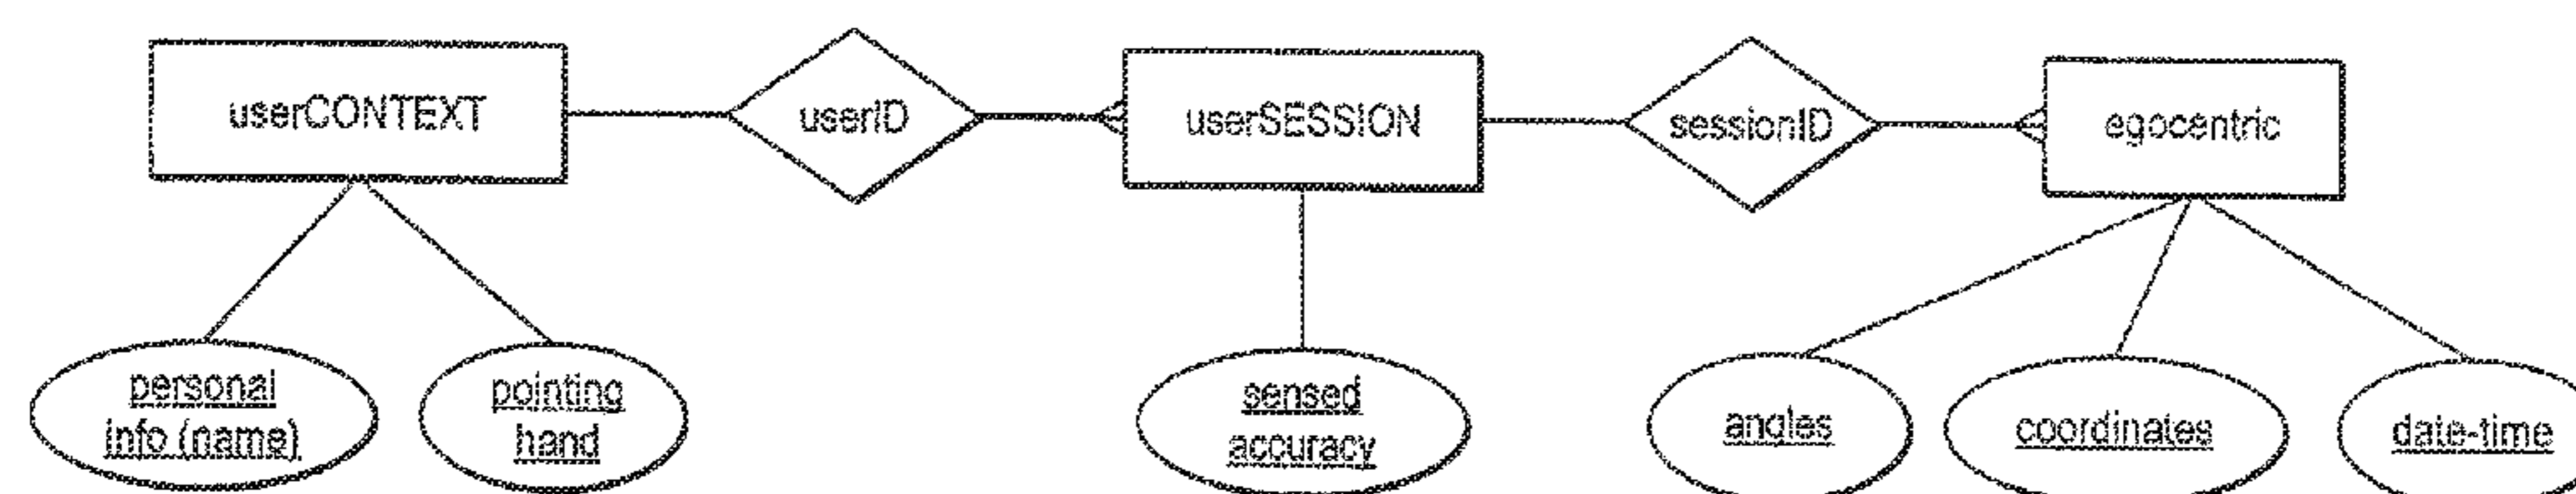 userCONTEXT
userID
userSESSION
sessionID
egocentric
personal
info (name)
pointing
hand
sensed
accuracy
angles
coordinates
date-time